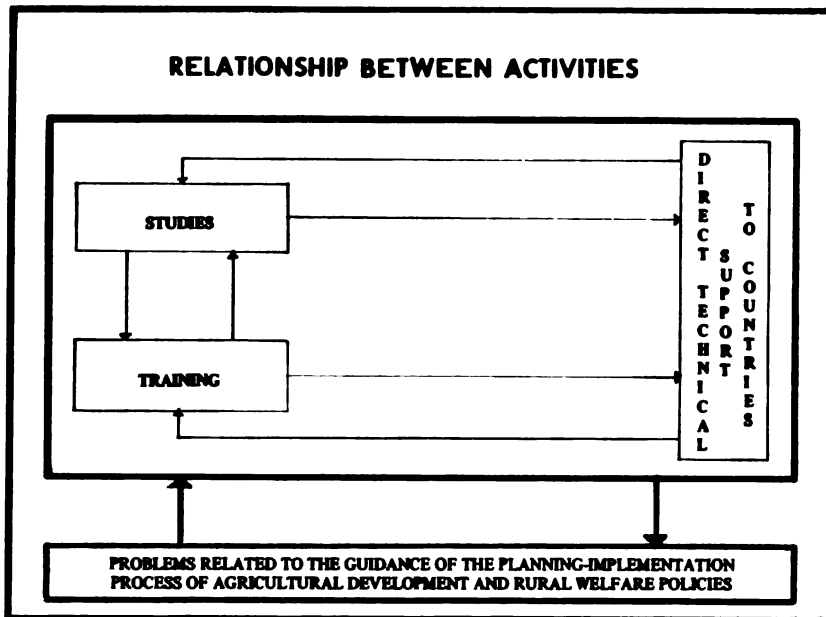 RELATIONSHIP BETWEEN ACTIVITIES
STUDIES
TRAINING
DIRECT TECHNICAL
SUPPORT
TO COUNTRIES
PROBLEMS RELATED TO THE GUIDANCE OF THE PLANNING-IMPLEMENTATION
PROCESS OF AGRICULTURAL DEVELOPMENT AND RURAL WELFARE POLICIES